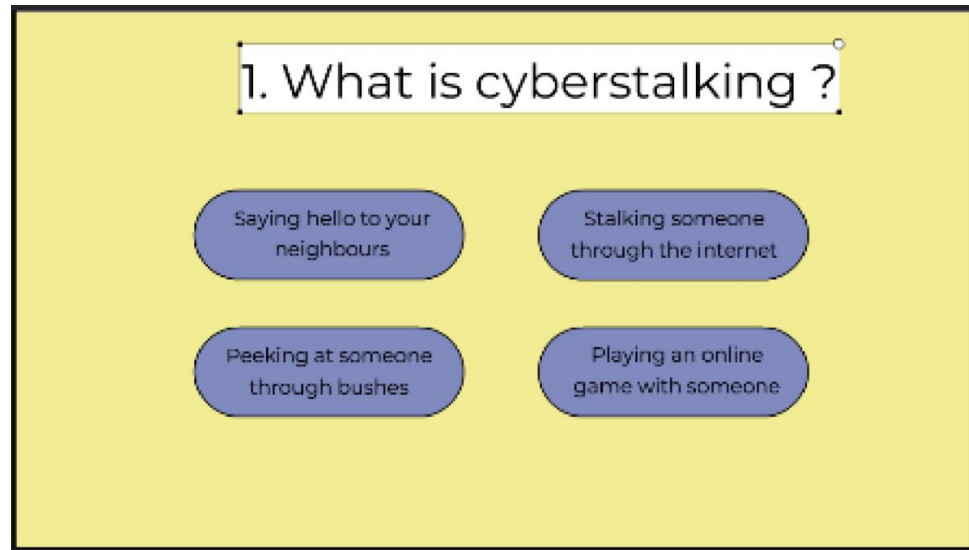 1. What is cyberstalking ?
Saying hello to your
neighbours
Stalking someone
through the internet
Peeking at someone
through bushes
Playing an online
game with someone